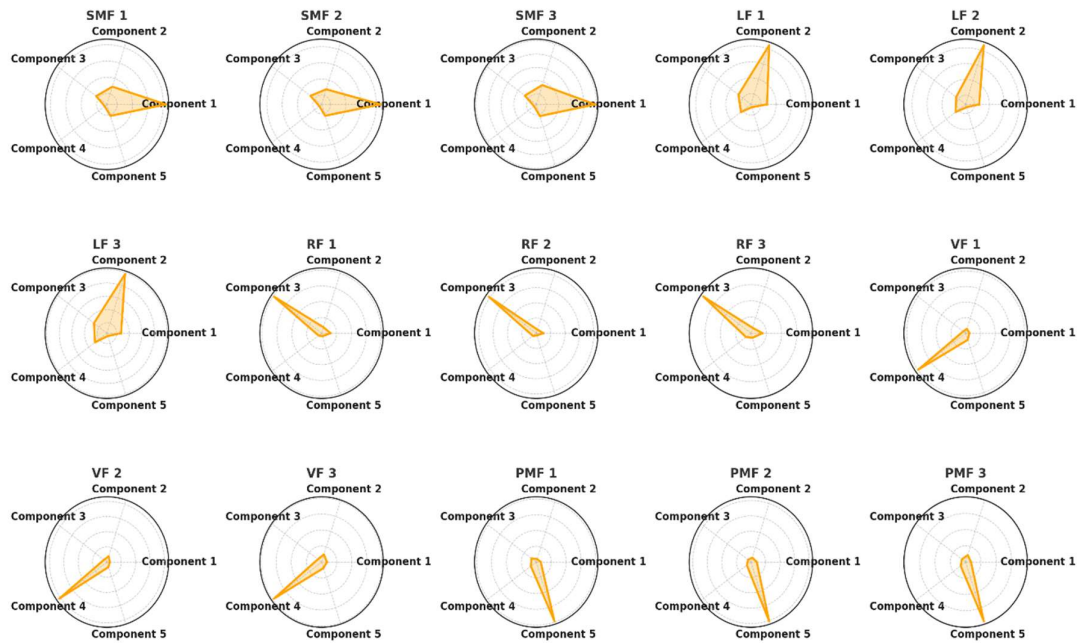 SMF 1
Component 2
Component 3
Component 1
Component 4
Component 5
SMF 2
Component 2
Component 3
Component 1
Component 4
Component 5
SMF 3
Component 2
Component 3
Component 1
Component 4
Component 5
LF 1
Component 2
Component 3
Component 1
Component 4
Component 5
LF 2
Component 2
Component 3
Component 1
Component 4
Component 5
LF 3
Component 2
Component 3
Component 1
Component 4
Component 5
RF 1
Component 2
Component 3
Component 1
Component 4
Component 5
RF 2
Component 2
Component 3
Component 1
Component 4
Component 5
RF 3
Component 2
Component 3
Component 1
Component 4
Component 5
VF 1
Component 2
Component 3
Component 1
Component 4
Component 5
VF 2
Component 2
Component 3
Component 1
Component 4
Component 5
VF 3
Component 2
Component 3
Component 1
Component 4
Component 5
PMF 1
Component 2
Component 3
Component 1
Component 4
Component 5
PMF 2
Component 2
Component 3
Component 1
Component 4
Component 5
PMF 3
Component 2
Component 3
Component 1
Component 4
Component 5